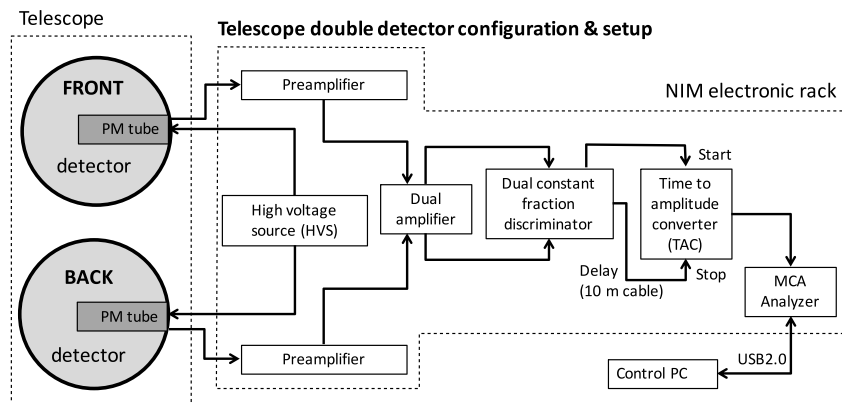 Telescope
Telescope double detector configuration & setup
FRONT
PM tube
detector
Preamplifier
NIM electronic rack
High voltage
source (HVS)
Dual
amplifier
Dual constant
fraction
discriminator
Start
Time to
amplitude
converter
(TAC)
Delay
(10 m cable)
Stop
MCA
Analyzer
BACK
PM tube
detector
Preamplifier
USB2.0
Control PC